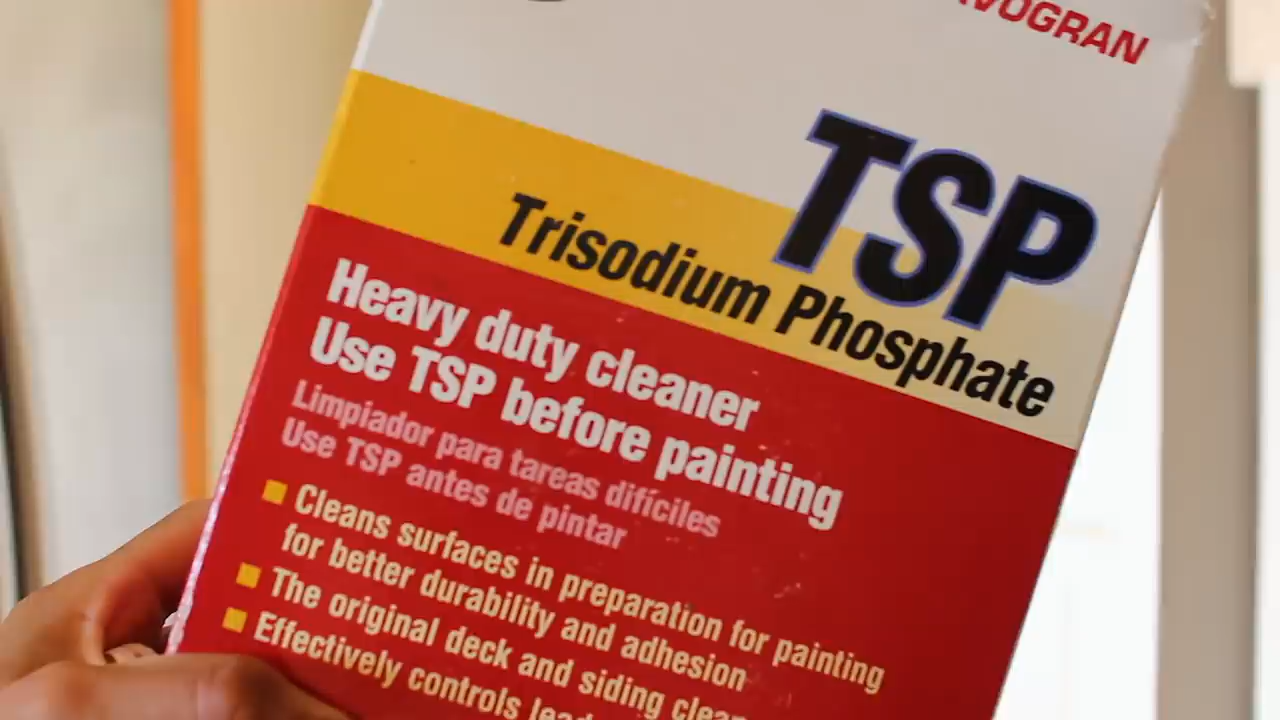 VOGRAN
TSP
Trisodium Phosphate
Heavy duty cleaner
Use TSP before painting
Limpiador para tareas difíciles
Use TSP antes de pintar
Cleans surfaces in preparation for painting
for better durability and adhesion
The original deck and siding clean
Effectively controls lead